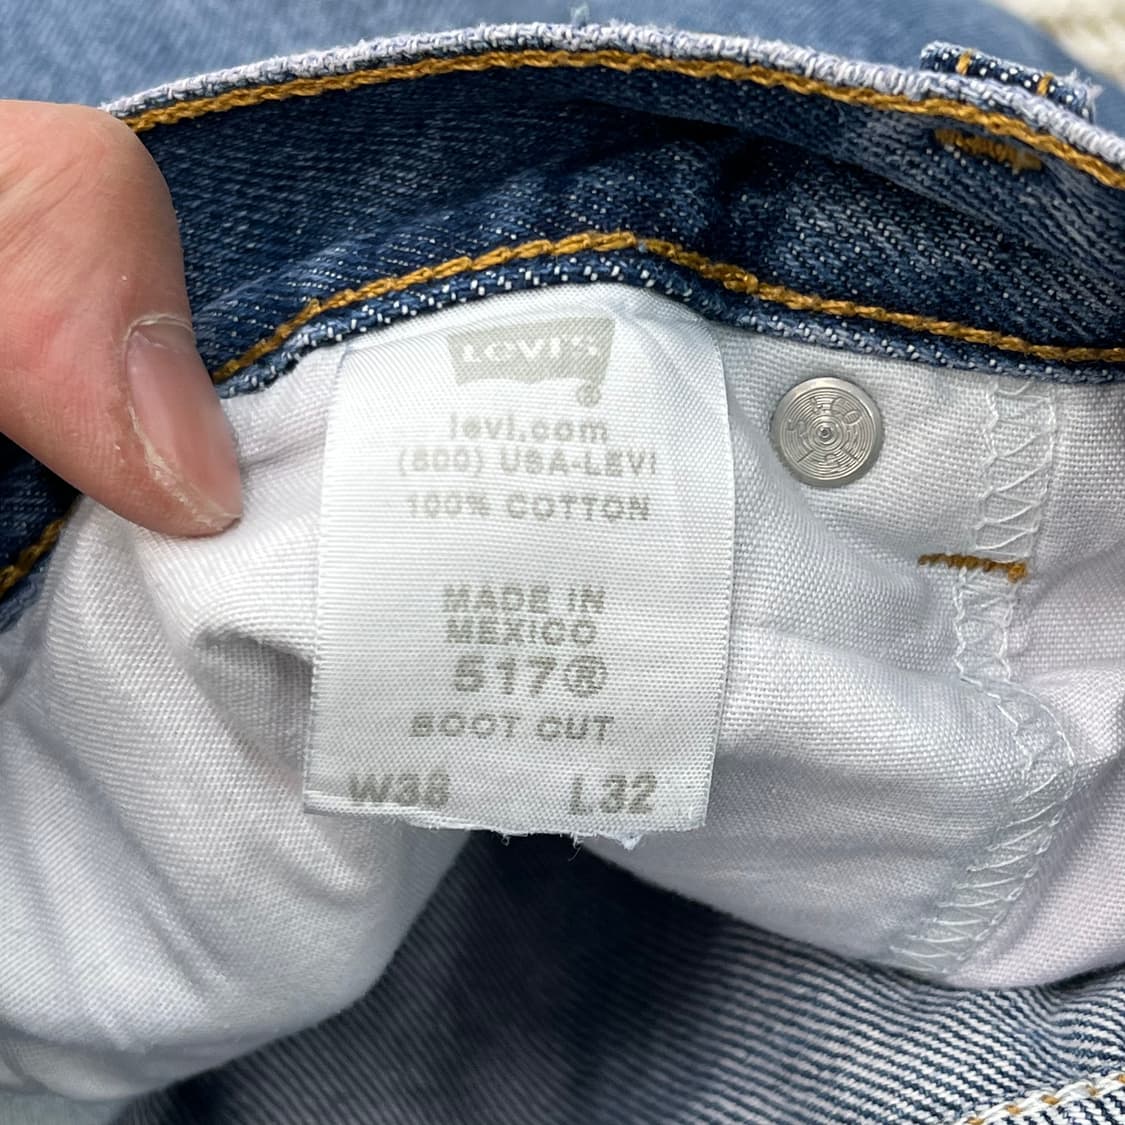 LEVI'S
®
levi.com
(800) USA-LEVI
100% COTTON
MADE IN
MEXICO
517®
BOOT CUT
W38 L32